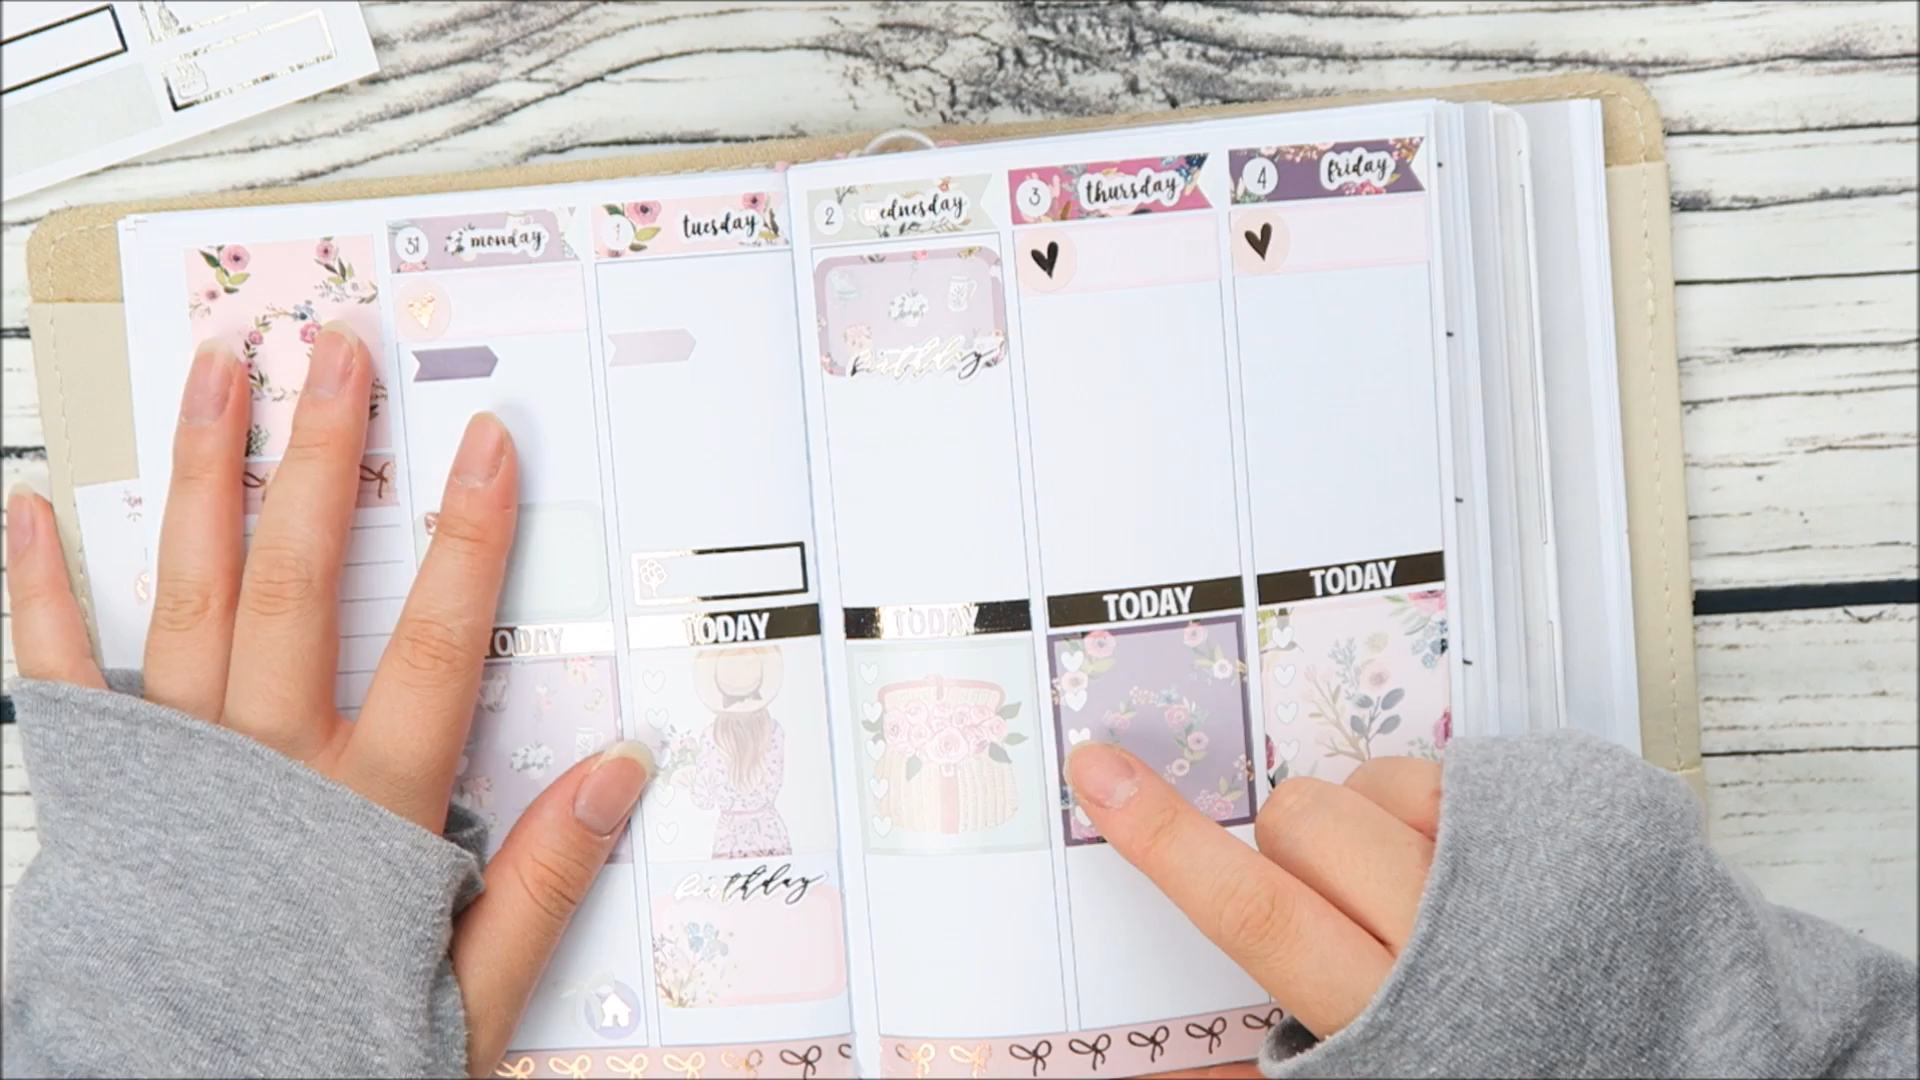 31 monday
1 tuesday
2 wednesday
3 thursday
4 friday
birthday
TODAY
TODAY
TODAY
TODAY
TODAY
birthday